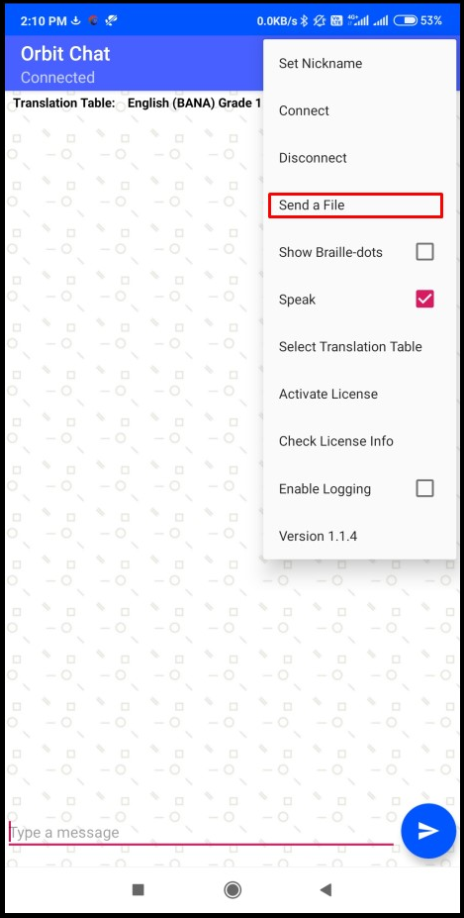 2:10 PM 0.0KB/s 4G+ 53%
Orbit Chat
Connected
Translation Table: English (BANA) Grade 1
Set Nickname
Connect
Disconnect
Send a File
Show Braille-dots
Speak
Select Translation Table
Activate License
Check License Info
Enable Logging
Version 1.1.4
Type a message